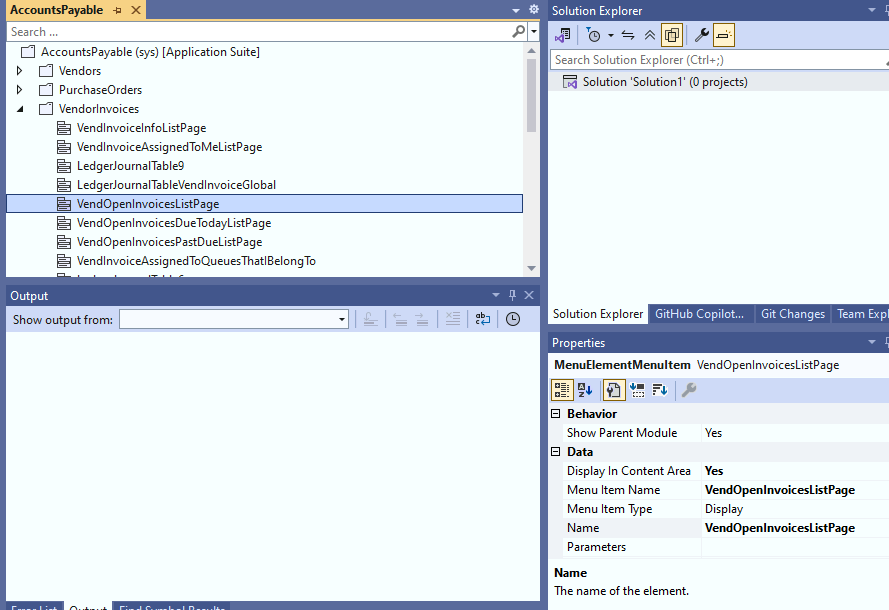 AccountsPayable
Search ...
AccountsPayable (sys) [Application Suite]
Vendors
PurchaseOrders
VendorInvoices
VendInvoiceInfoListPage
VendInvoiceAssignedToMeListPage
LedgerJournalTable9
LedgerJournalTableVendInvoiceGlobal
VendOpenInvoicesListPage
VendOpenInvoicesDueTodayListPage
VendOpenInvoicesPastDueListPage
VendInvoiceAssignedToQueuesThatIBelongTo
Output
Show output from:
Error List Output Find Symbol Results
Solution Explorer
Search Solution Explorer (Ctrl+;)
Solution 'Solution1' (0 projects)
Solution Explorer GitHub Copilot... Git Changes Team Expl
Properties
MenuElementMenuItem VendOpenInvoicesListPage
Behavior
Show Parent Module Yes
Data
Display In Content Area Yes
Menu Item Name VendOpenInvoicesListPage
Menu Item Type Display
Name VendOpenInvoicesListPage
Parameters
Name
The name of the element.